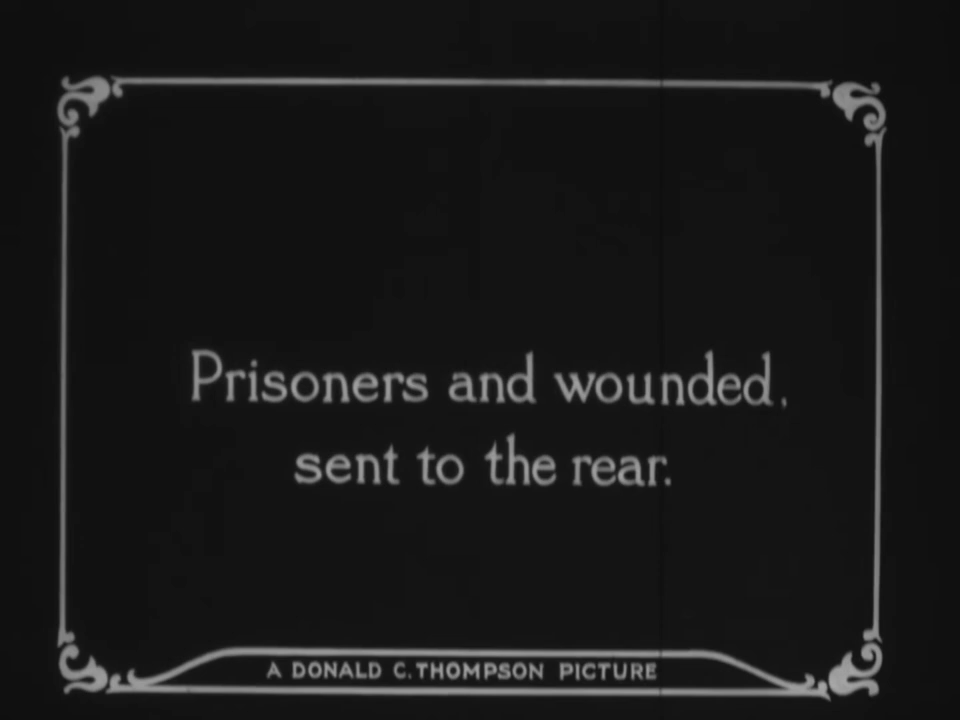 Prisoners and wounded,
sent to the rear.
A DONALD C. THOMPSON PICTURE